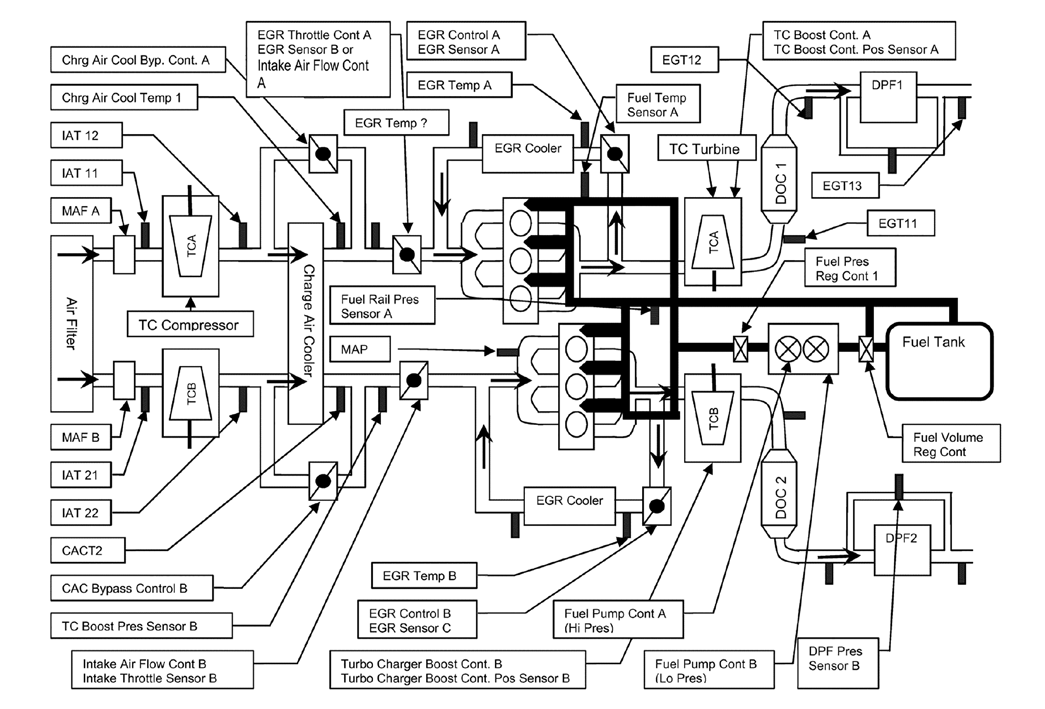 EGR Throttle Cont A
EGR Sensor B or
Intake Air Flow Cont
A
EGR Control A
EGR Sensor A
TC Boost Cont. A
TC Boost Cont. Pos Sensor A
Chrg Air Cool Byp. Cont. A
EGT12
EGR Temp A
DPF1
Chrg Air Cool Temp 1
Fuel Temp
Sensor A
EGR Temp ?
IAT 12
EGR Cooler
TC Turbine
DOC 1
IAT 11
EGT13
MAF A
TCA
TCA
EGT11
Air Filter
Charge Air Cooler
Fuel Pres
Reg Cont 1
Fuel Rail Pres
Sensor A
TC Compressor
MAP
Fuel Tank
TCB
TCB
MAF B
Fuel Volume
Reg Cont
IAT 21
DOC 2
EGR Cooler
IAT 22
DPF2
CACT2
EGR Temp B
CAC Bypass Control B
EGR Control B
EGR Sensor C
Fuel Pump Cont A
(Hi Pres)
TC Boost Pres Sensor B
Intake Air Flow Cont B
Intake Throttle Sensor B
Turbo Charger Boost Cont. B
Turbo Charger Boost Cont. Pos Sensor B
Fuel Pump Cont B
(Lo Pres)
DPF Pres
Sensor B